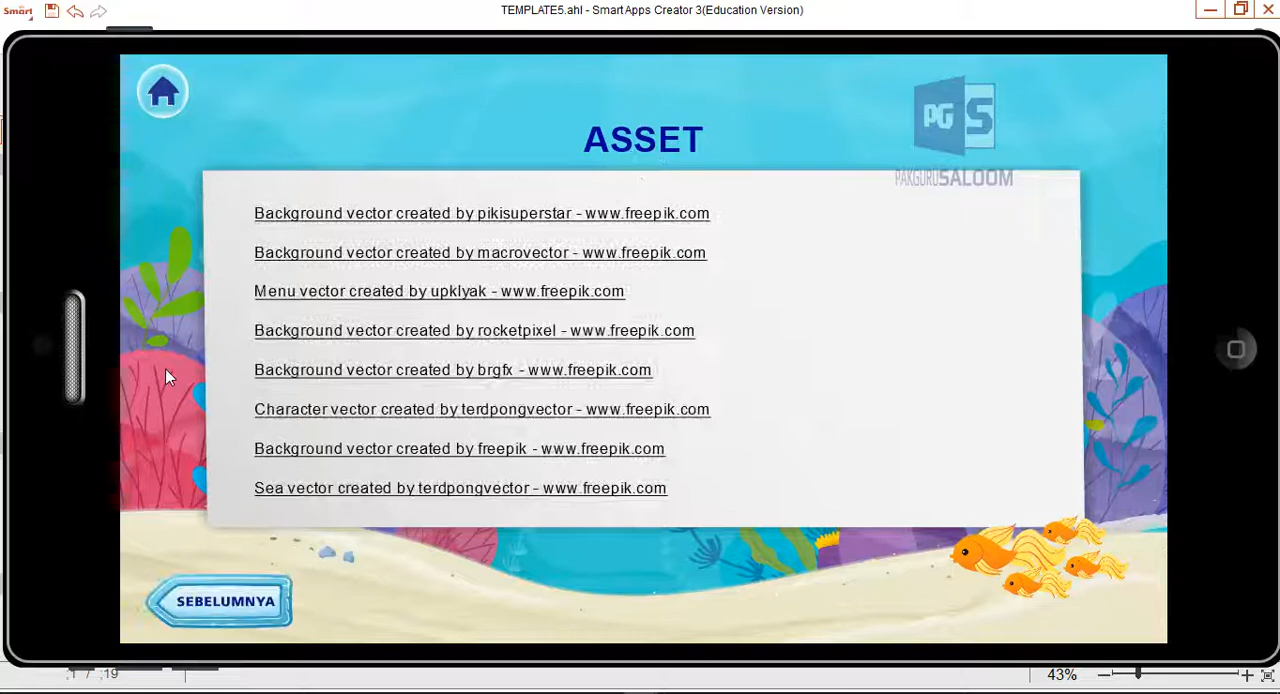 Smart
TEMPLATE5.ahl - Smart Apps Creator 3(Education Version)
PG S
PAKGURUSALOOM
ASSET
Background vector created by pikisuperstar - www.freepik.com
Background vector created by macrovector - www.freepik.com
Menu vector created by upklyak - www.freepik.com
Background vector created by rocketpixel - www.freepik.com
Background vector created by brgfx - www.freepik.com
Character vector created by terdpongvector - www.freepik.com
Background vector created by freepik - www.freepik.com
Sea vector created by terdpongvector - www.freepik.com
SEBELUMNYA
1 / 19
43%